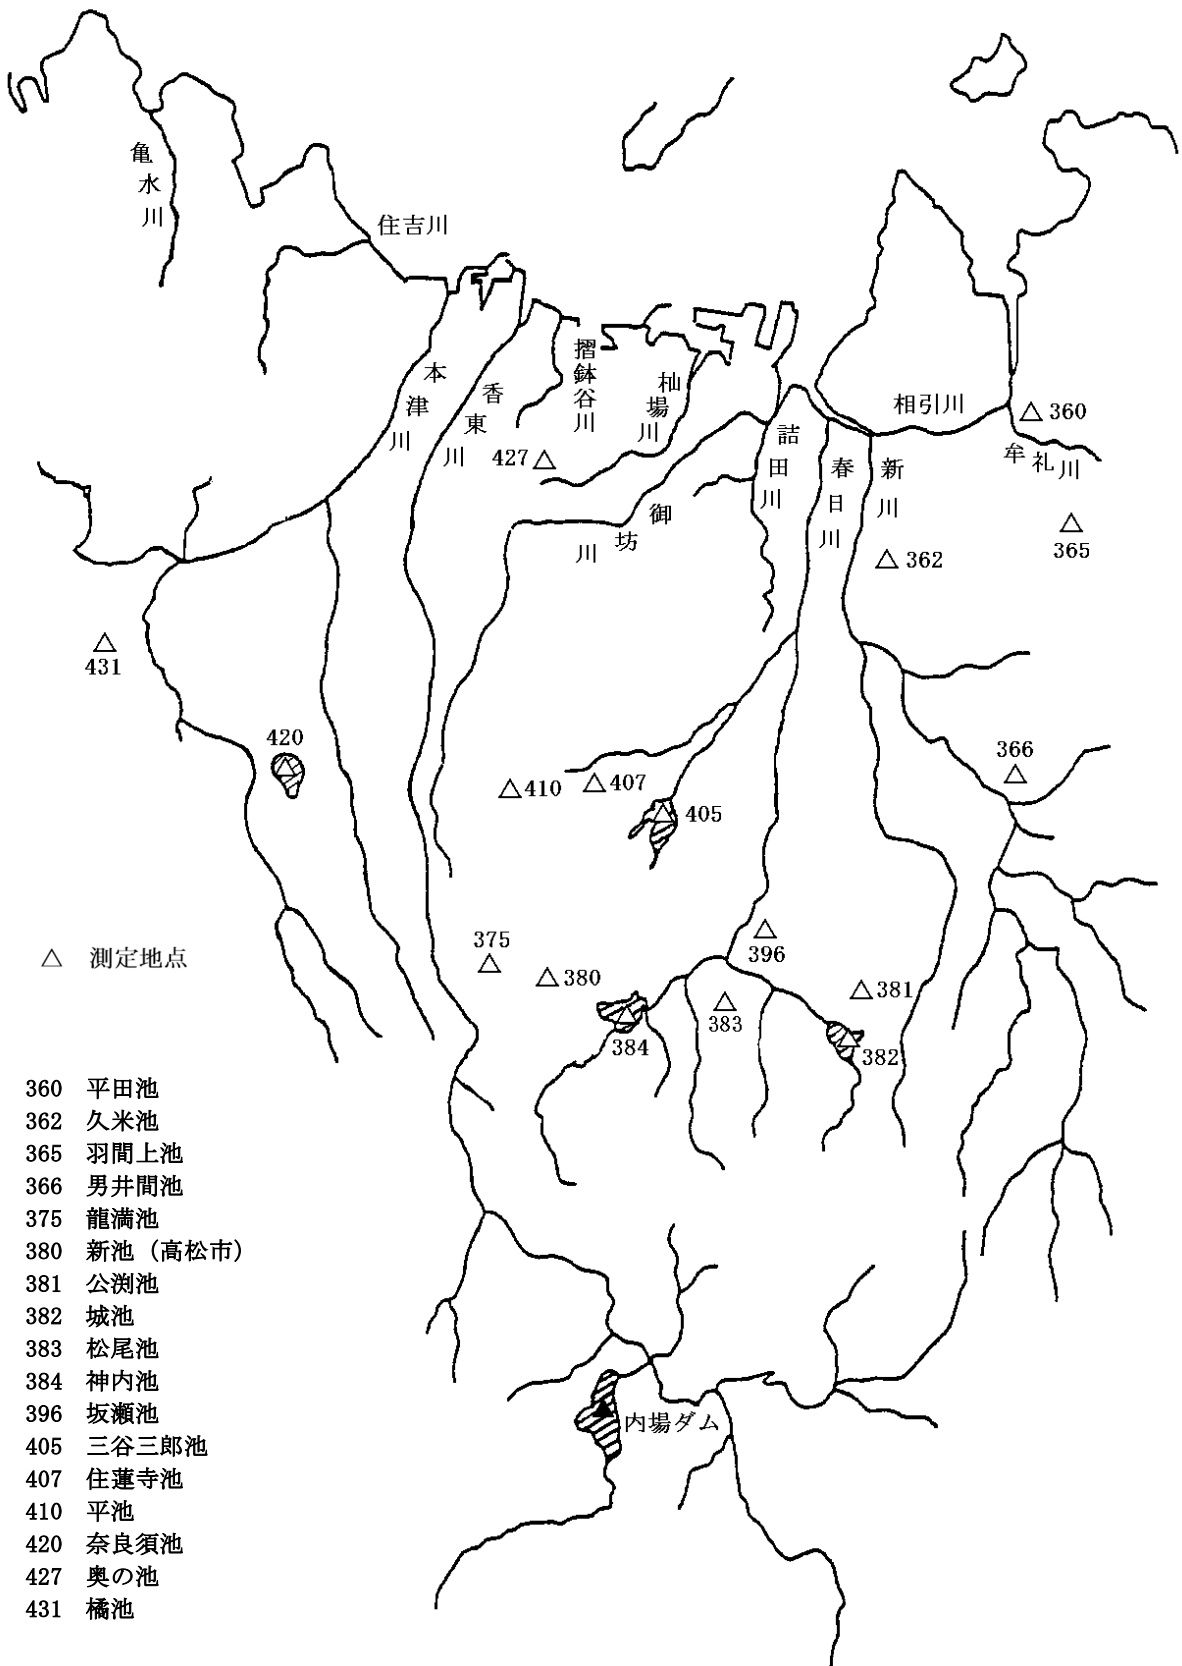 亀水川
住吉川
本津川
香東川
摺鉢谷川
杣場川
詰田川
御坊川
春日川
新川
相引川
牟礼川
360
427
362
365
431
420
366
410
407
405
375
380
396
381
383
384
382
△ 測定地点
内場ダム
360 平田池
362 久米池
365 羽間上池
366 男井間池
375 龍満池
380 新池（高松市）
381 公渕池
382 城池
383 松尾池
384 神内池
396 坂瀬池
405 三谷三郎池
407 住蓮寺池
410 平池
420 奈良須池
427 奥の池
431 橘池